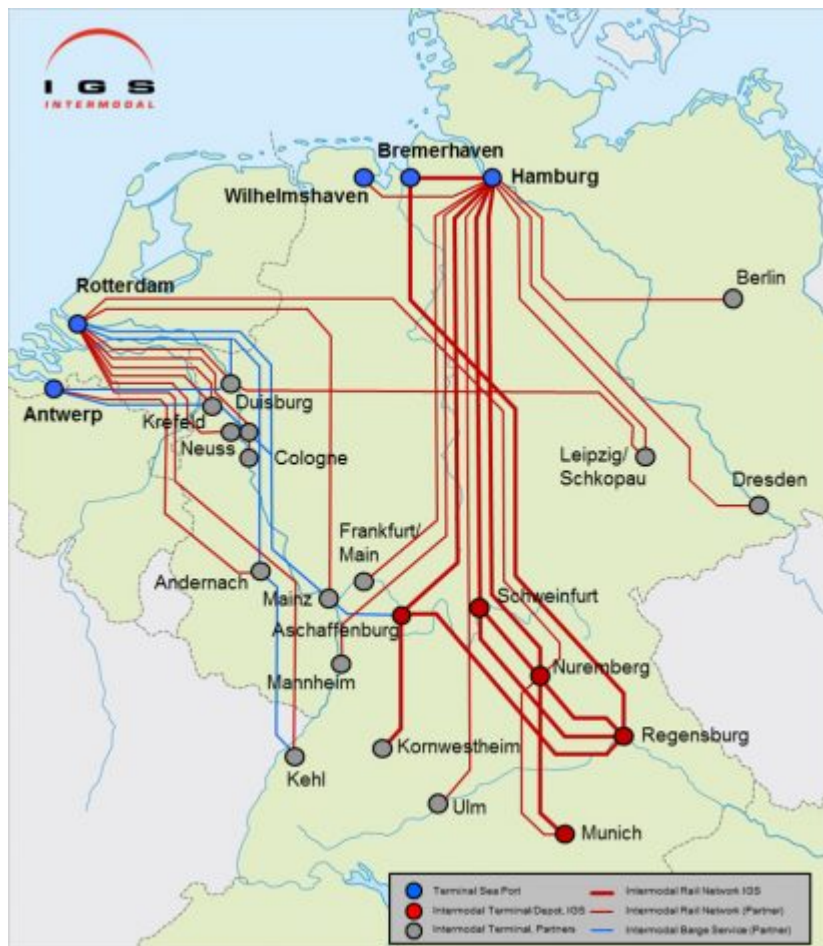 IGS
INTERMODAL
Bremerhaven
Wilhelmshaven
Hamburg
Rotterdam
Berlin
Antwerp
Duisburg
Krefeld
Neuss
Cologne
Leipzig/
Schkopau
Dresden
Frankfurt/
Main
Andernach
Mainz
Schweinfurt
Aschaffenburg
Mannheim
Nuremberg
Kornwestheim
Regensburg
Kehl
Ulm
Munich
Terminal Sea Port
Intermodal Rail Network IGS
Intermodal Terminal/Depot, IGS
Intermodal Rail Network (Partner)
Intermodal Terminal, Partners
Intermodal Barge Service (Partner)